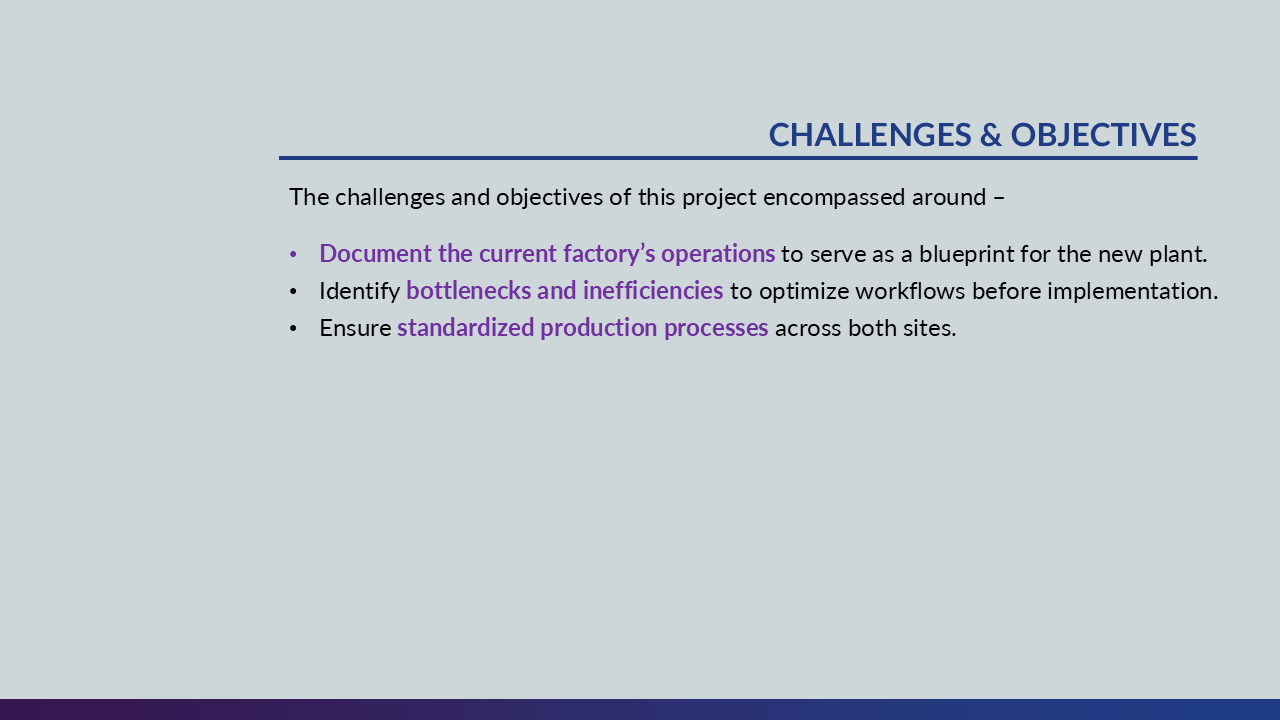 CHALLENGES & OBJECTIVES
The challenges and objectives of this project encompassed around –
• Document the current factory’s operations to serve as a blueprint for the new plant.
• Identify bottlenecks and inefficiencies to optimize workflows before implementation.
• Ensure standardized production processes across both sites.